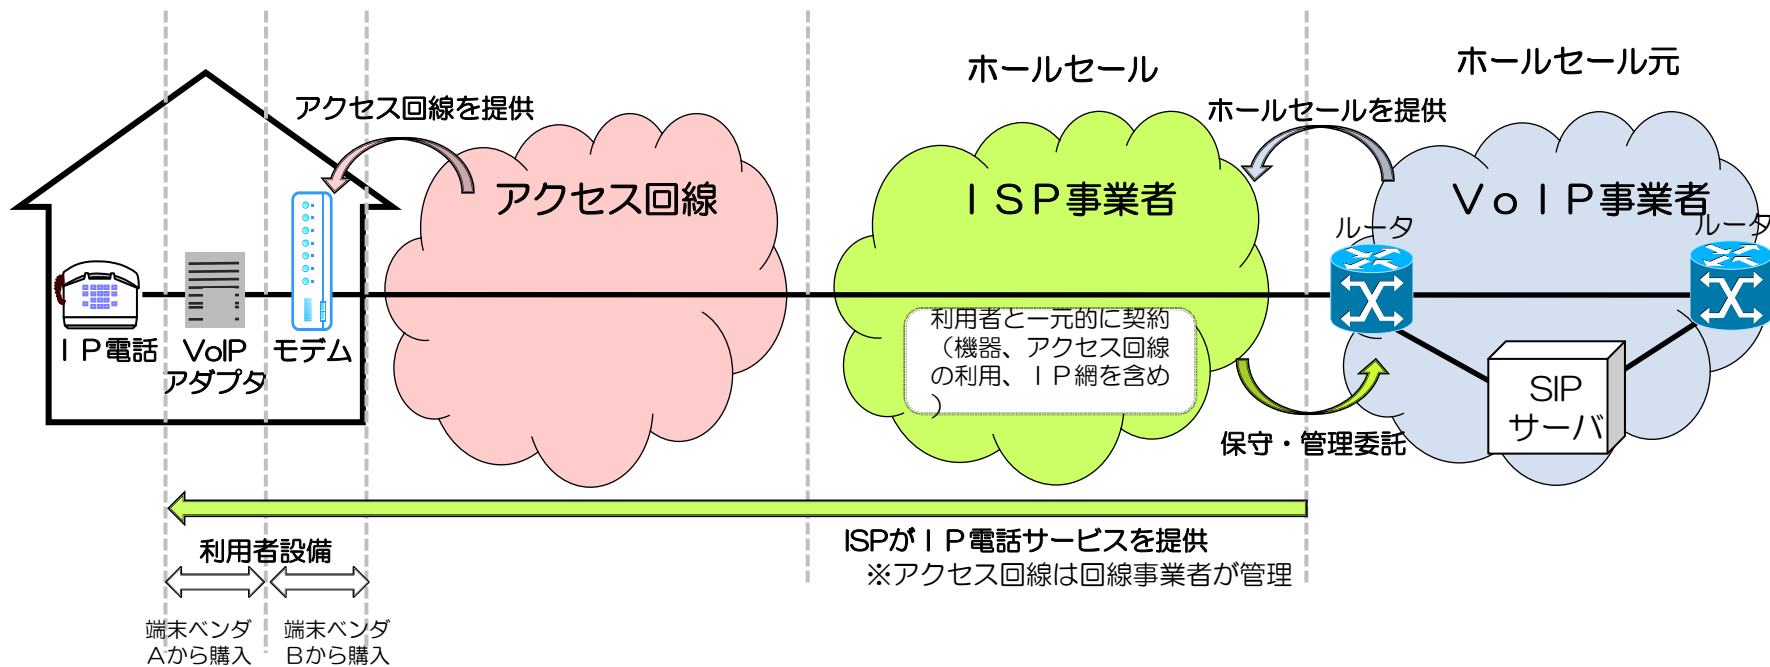 ホールセール
ホールセール元
アクセス回線を提供
ホールセールを提供
アクセス回線
ＩＳＰ事業者
ＶｏＩＰ事業者
ルータ
ルータ
ＩＰ電話
VoIP
アダプタ
モデム
利用者と一元的に契約
（機器、アクセス回線
の利用、ＩＰ網を含め
）
SIP
サーバ
保守・管理委託
ISPがＩＰ電話サービスを提供
※アクセス回線は回線事業者が管理
利用者設備
端末ベンダ
Ａから購入
端末ベンダ
Ｂから購入